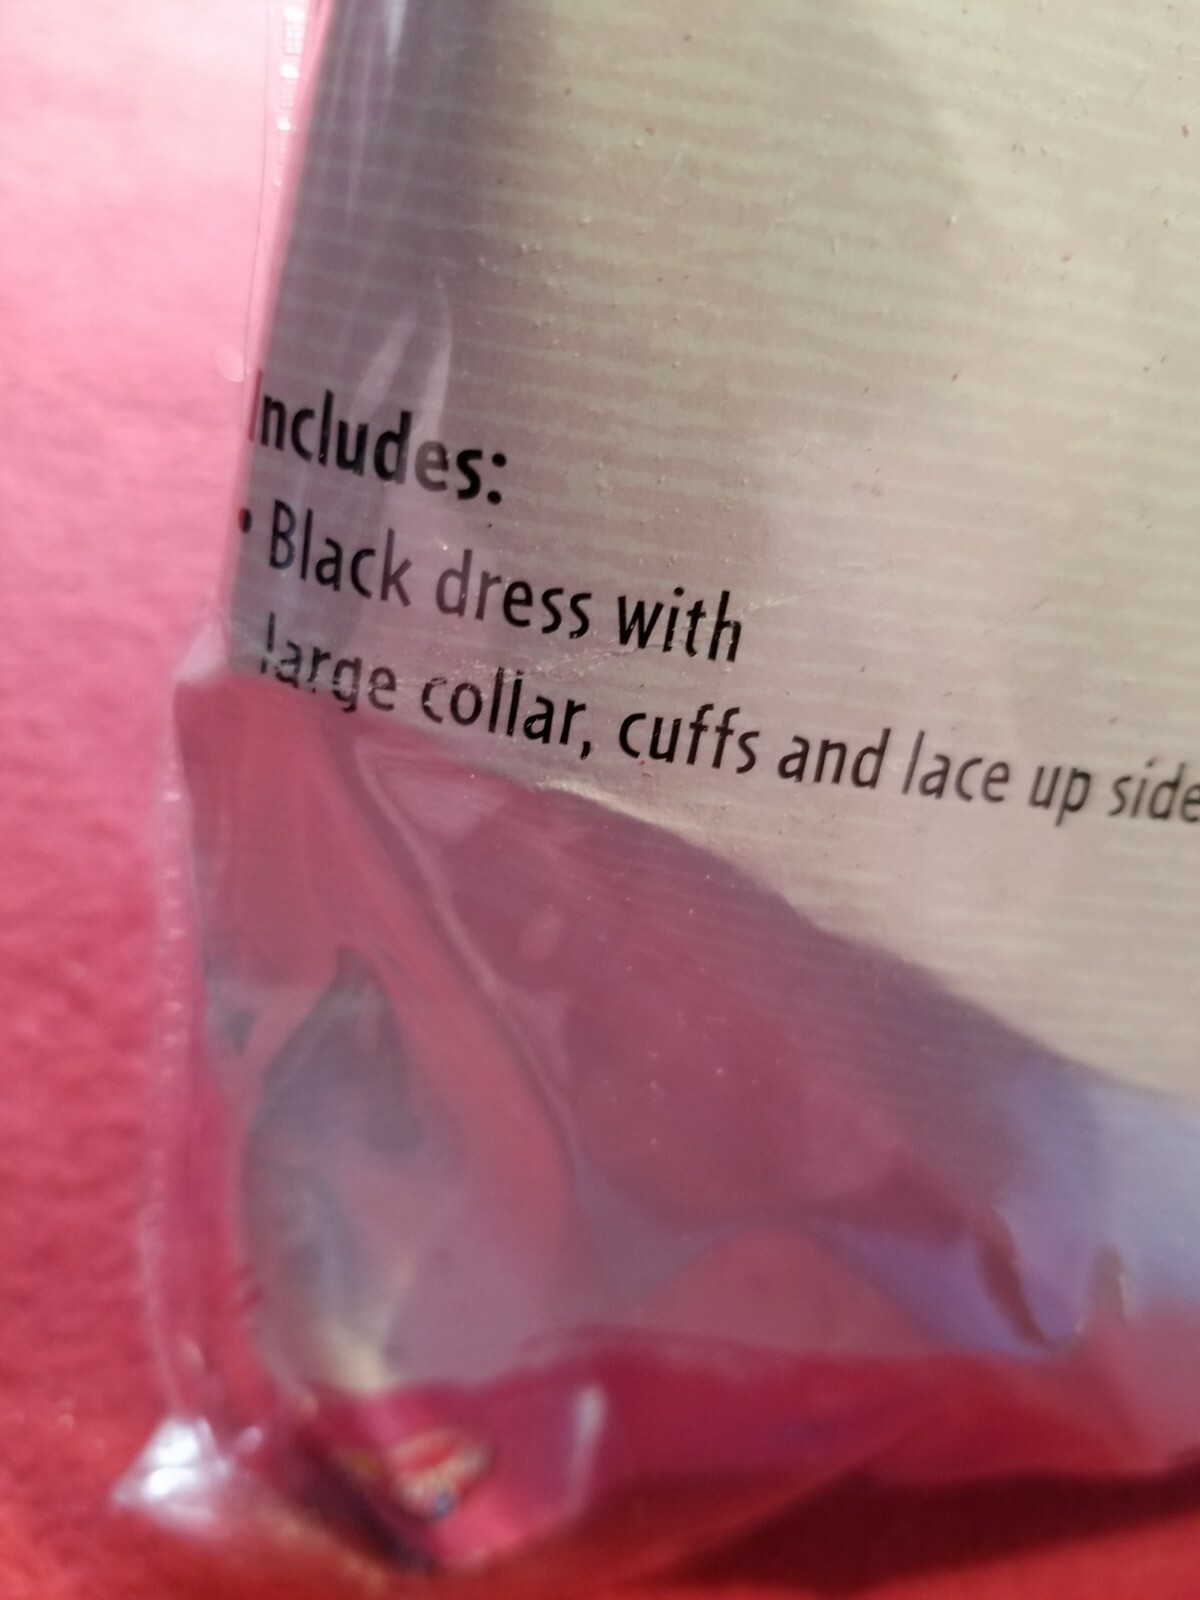 Includes:
• Black dress with
large collar, cuffs and lace up side